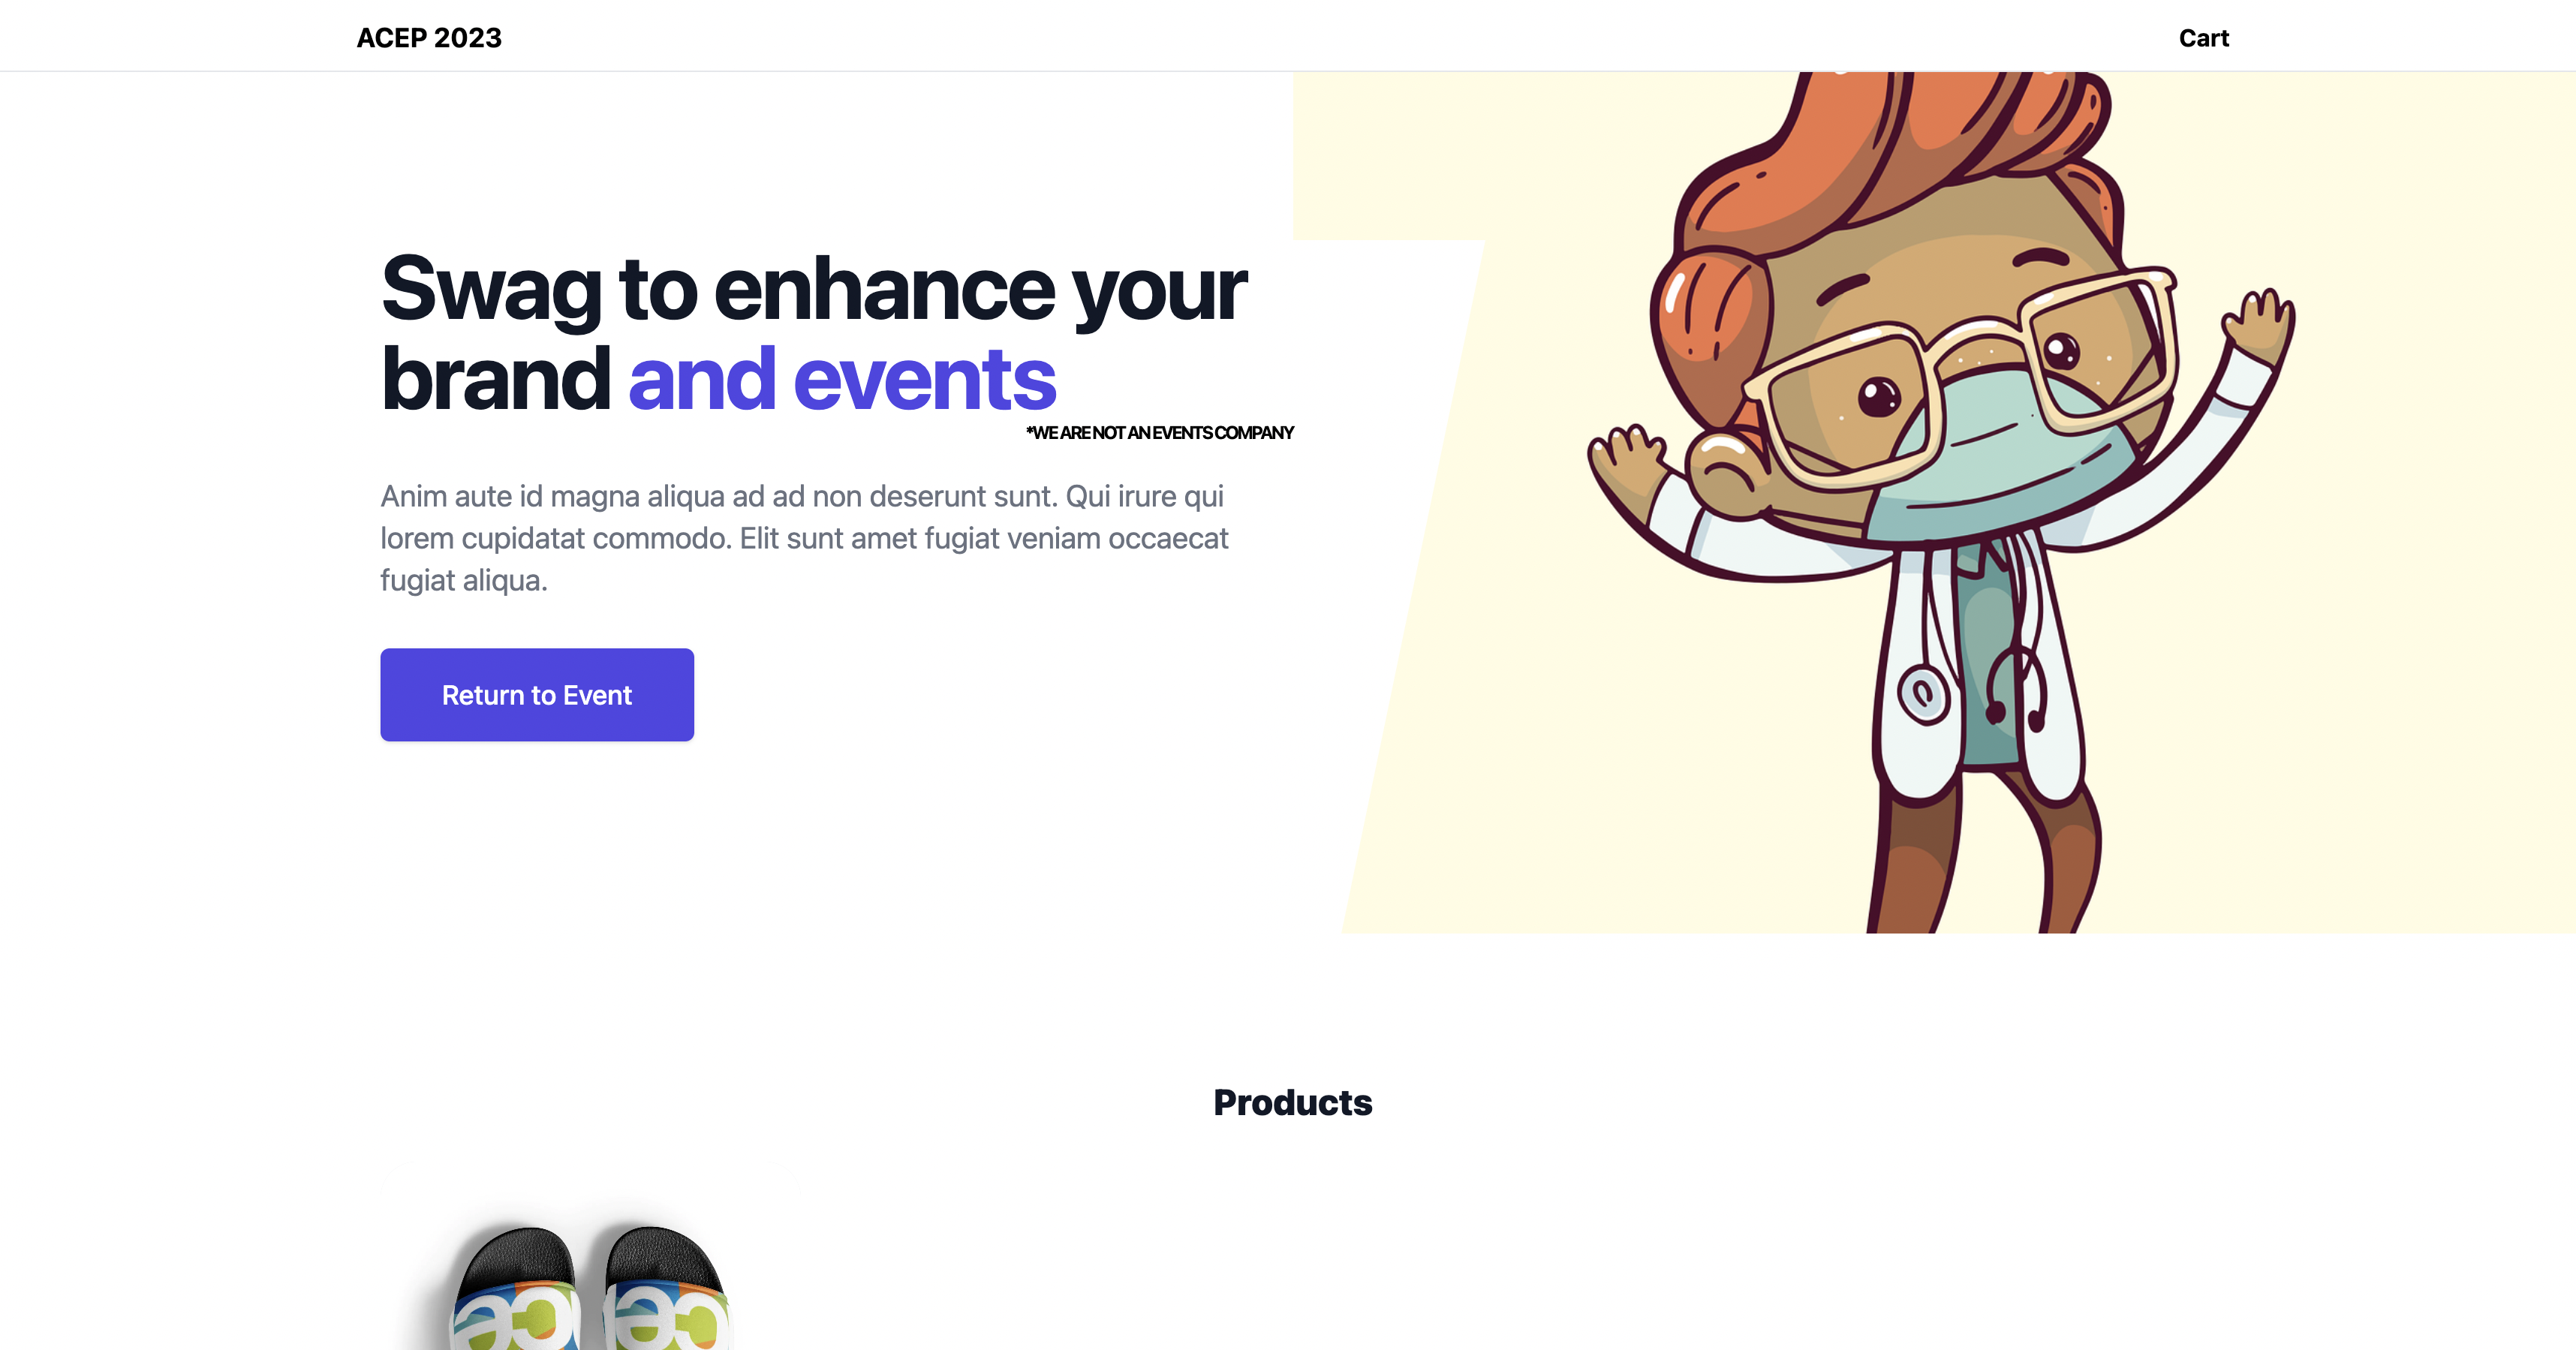 ACEP 2023
Cart
Swag to enhance your
brand and events
*WE ARE NOT AN EVENTS COMPANY
Anim aute id magna aliqua ad ad non deserunt sunt. Qui irure qui
lorem cupidatat commodo. Elit sunt amet fugiat veniam occaecat
fugiat aliqua.
Return to Event
Products